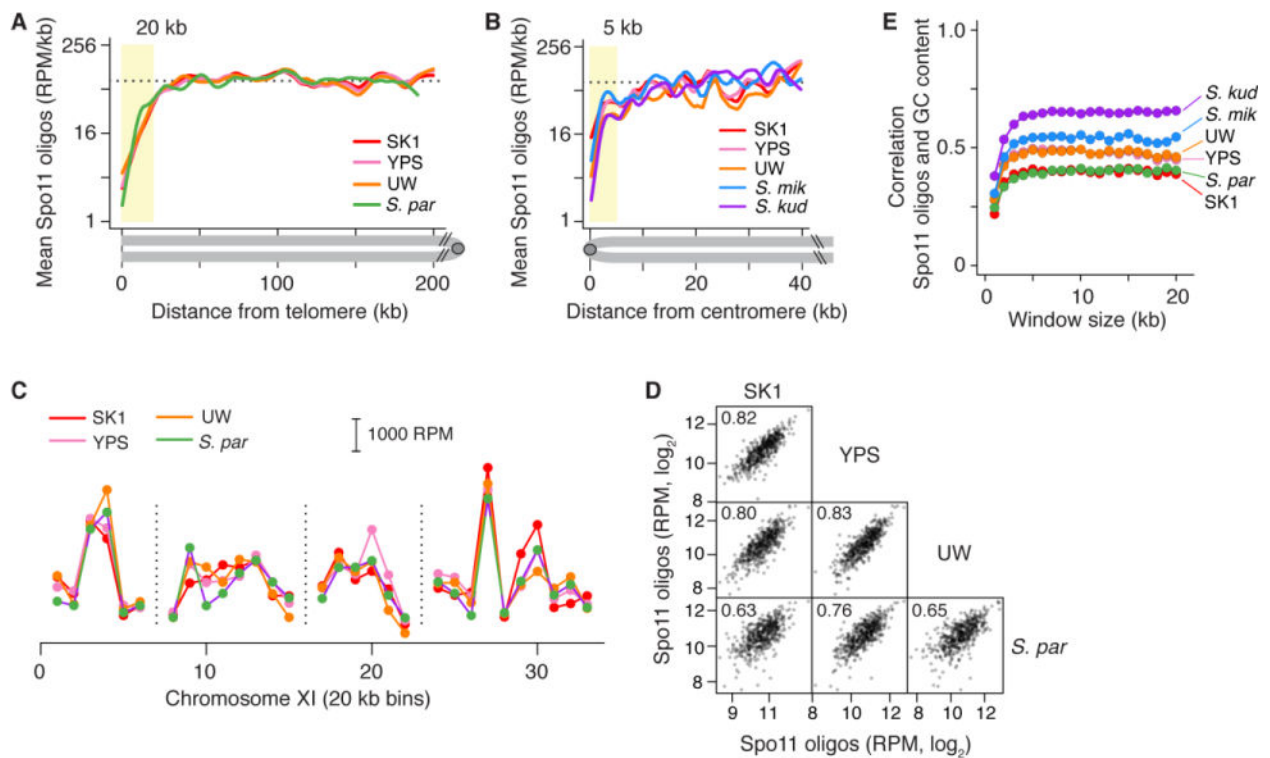 A
20 kb
Mean Spo11 oligos (RPM/kb)
256
16
1
SK1
YPS
UW
S. par
0
100
200
Distance from telomere (kb)
B
5 kb
Mean Spo11 oligos (RPM/kb)
256
16
1
SK1
YPS
UW
S. mik
S. kud
0
20
40
Distance from centromere (kb)
E
Correlation
Spo11 oligos and GC content
1.0
0.5
0
S. kud
S. mik
UW
YPS
S. par
SK1
0
10
20
Window size (kb)
C
SK1
UW
YPS
S. par
1000 RPM
0
10
20
30
Chromosome XI (20 kb bins)
D
SK1
YPS
UW
S. par
0.82
0.80
0.83
0.63
0.76
0.65
12
10
8
12
10
8
12
10
8
9
11
8
10
12
8
10
12
Spo11 oligos (RPM, log2)
Spo11 oligos (RPM, log2)